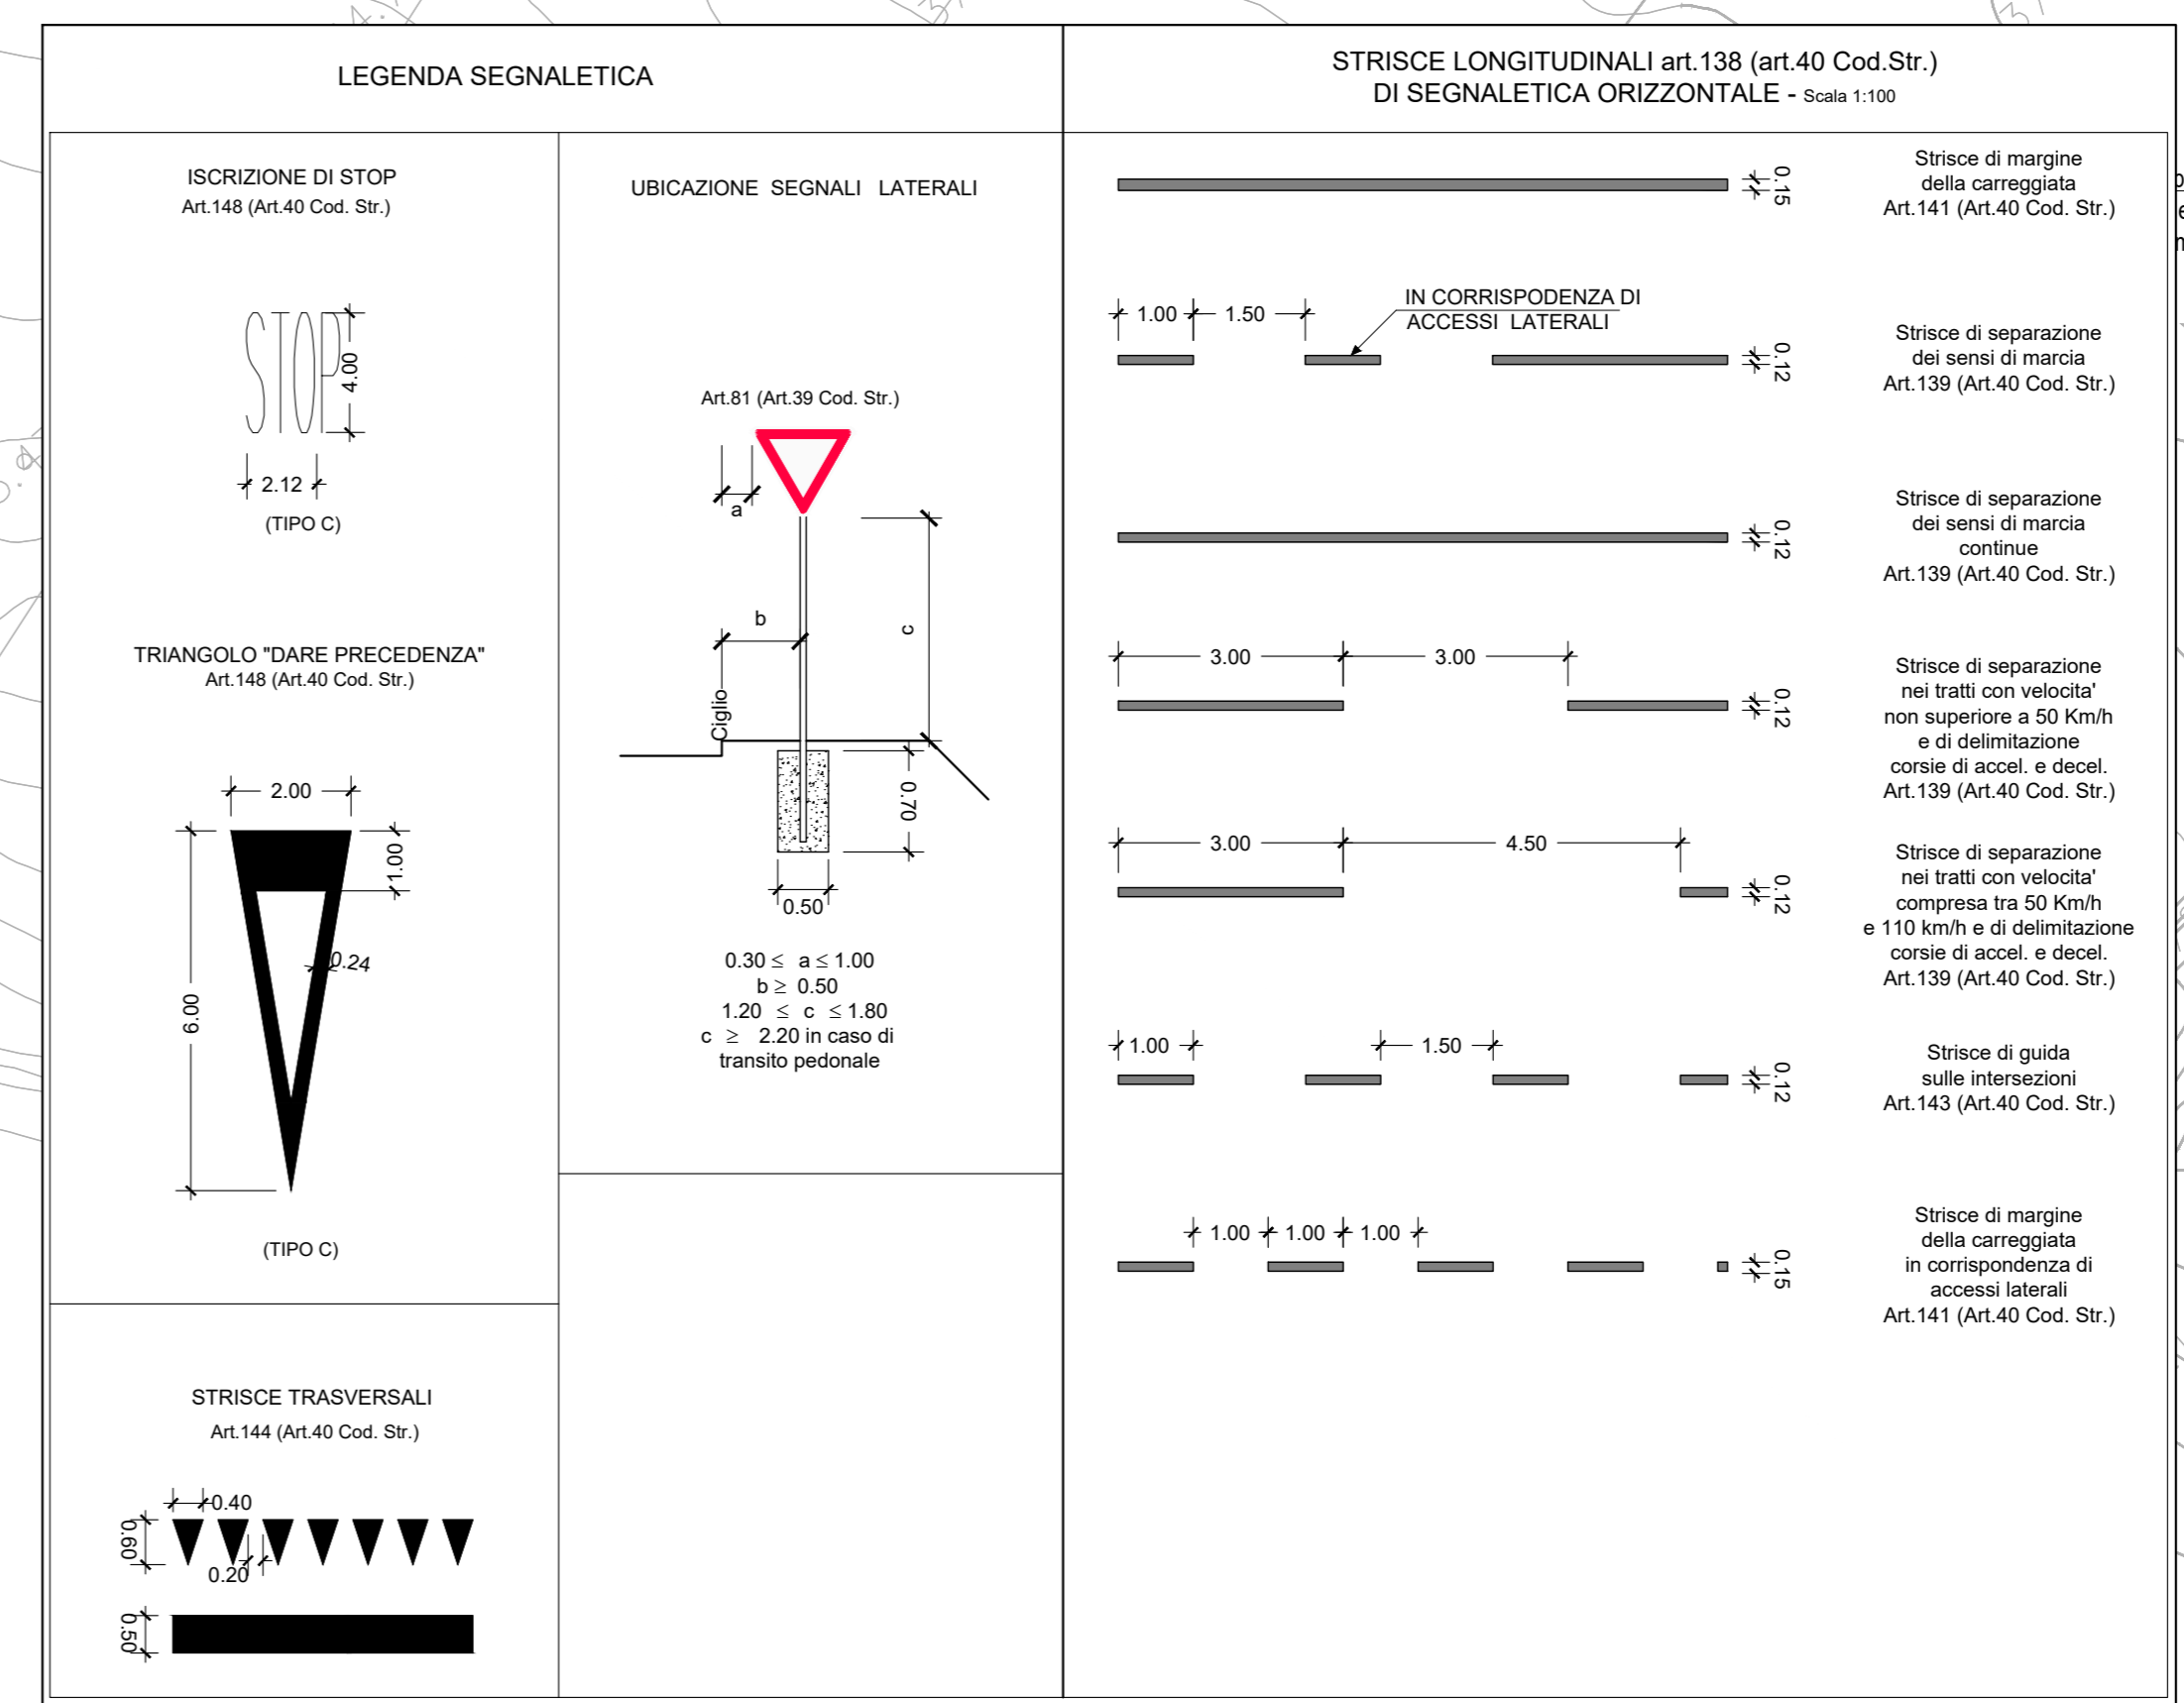 LEGENDA SEGNALETICA
ISCRIZIONE DI STOP
Art.148 (Art.40 Cod. Str.)
STOP
4.00
2.12
(TIPO C)
TRIANGOLO "DARE PRECEDENZA"
Art.148 (Art.40 Cod. Str.)
2.00
1.00
0.24
6.00
(TIPO C)
STRISCE TRASVERSALI
Art.144 (Art.40 Cod. Str.)
0.40
0.60
0.20
0.50
UBICAZIONE SEGNALI LATERALI
Art.81 (Art.39 Cod. Str.)
a
b
c
Ciglio
0.70
0.50
0.30 ≤ a ≤ 1.00
b ≥ 0.50
1.20 ≤ c ≤ 1.80
c ≥ 2.20 in caso di
transito pedonale
STRISCE LONGITUDINALI art.138 (art.40 Cod.Str.)
DI SEGNALETICA ORIZZONTALE - Scala 1:100
0.15
Strisce di margine
della carreggiata
Art.141 (Art.40 Cod. Str.)
1.00 1.50
IN CORRISPODENZA DI
ACCESSI LATERALI
0.12
Strisce di separazione
dei sensi di marcia
Art.139 (Art.40 Cod. Str.)
0.12
Strisce di separazione
dei sensi di marcia
continue
Art.139 (Art.40 Cod. Str.)
3.00 3.00
0.12
Strisce di separazione
nei tratti con velocita'
non superiore a 50 Km/h
e di delimitazione
corsie di accel. e decel.
Art.139 (Art.40 Cod. Str.)
3.00 4.50
0.12
Strisce di separazione
nei tratti con velocita'
compresa tra 50 Km/h
e 110 km/h e di delimitazione
corsie di accel. e decel.
Art.139 (Art.40 Cod. Str.)
1.00 1.50
0.12
Strisce di guida
sulle intersezioni
Art.143 (Art.40 Cod. Str.)
1.00 1.00 1.00
0.15
Strisce di margine
della carreggiata
in corrispondenza di
accessi laterali
Art.141 (Art.40 Cod. Str.)